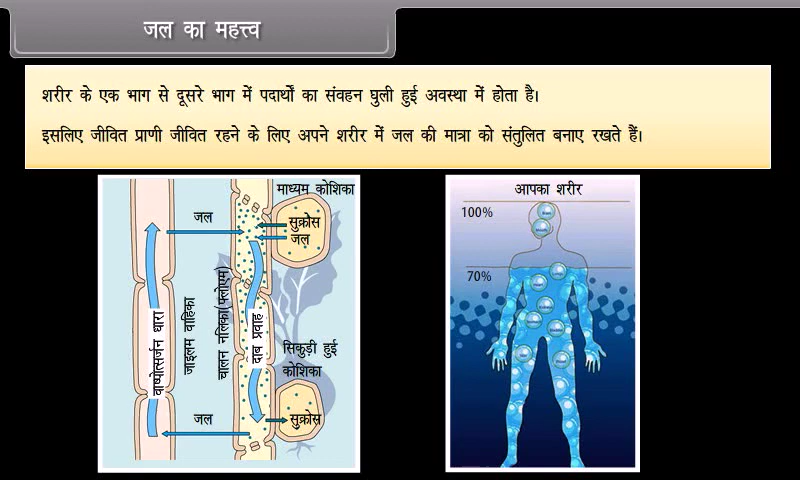 जल का महत्त्व
शरीर के एक भाग से दूसरे भाग में पदार्थों का संवहन घुली हुई अवस्था में होता है।
इसलिए जीवित प्राणी जीवित रहने के लिए अपने शरीर में जल की मात्रा को संतुलित बनाए रखते हैं।
माध्यम कोशिका
जल
सुक्रोस
जल
वाष्पोत्सर्जन धारा
जाइलम वाहिका
चालन नलिका(फ्लोएम)
दाब प्रवाह
सिकुड़ी हुई
कोशिका
जल
सुक्रोस
आपका शरीर
100%
70%